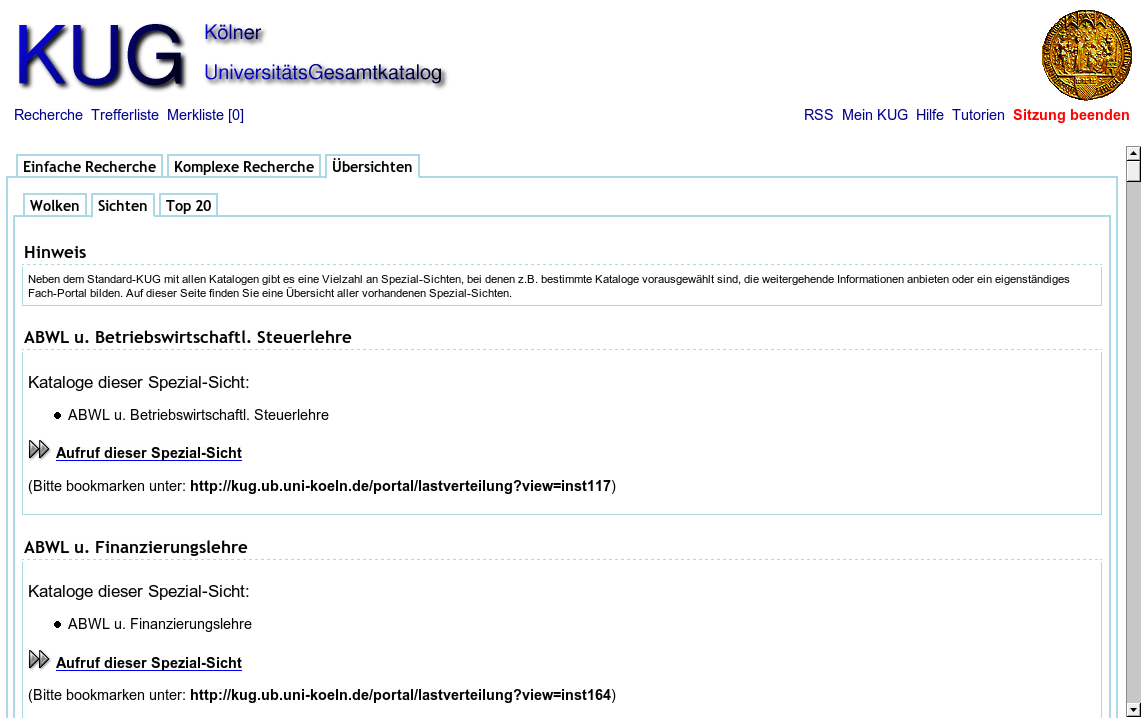 KUG Kölner
UniversitätsGesamtkatalog
Recherche Trefferliste Merkliste [0] RSS Mein KUG Hilfe Tutorien Sitzung beenden
Einfache Recherche Komplexe Recherche Übersichten
Wolken Sichten Top 20
Hinweis
Neben dem Standard-KUG mit allen Katalogen gibt es eine Vielzahl an Spezial-Sichten, bei denen z.B. bestimmte Kataloge vorausgewählt sind, die weitergehende Informationen anbieten oder ein eigenständiges
Fach-Portal bilden. Auf dieser Seite finden Sie eine Übersicht aller vorhandenen Spezial-Sichten.
ABWL u. Betriebswirtschaftl. Steuerlehre
Kataloge dieser Spezial-Sicht:
• ABWL u. Betriebswirtschaftl. Steuerlehre
Aufruf dieser Spezial-Sicht
(Bitte bookmarken unter: http://kug.ub.uni-koeln.de/portal/lastverteilung?view=inst117)
ABWL u. Finanzierungslehre
Kataloge dieser Spezial-Sicht:
• ABWL u. Finanzierungslehre
Aufruf dieser Spezial-Sicht
(Bitte bookmarken unter: http://kug.ub.uni-koeln.de/portal/lastverteilung?view=inst164)